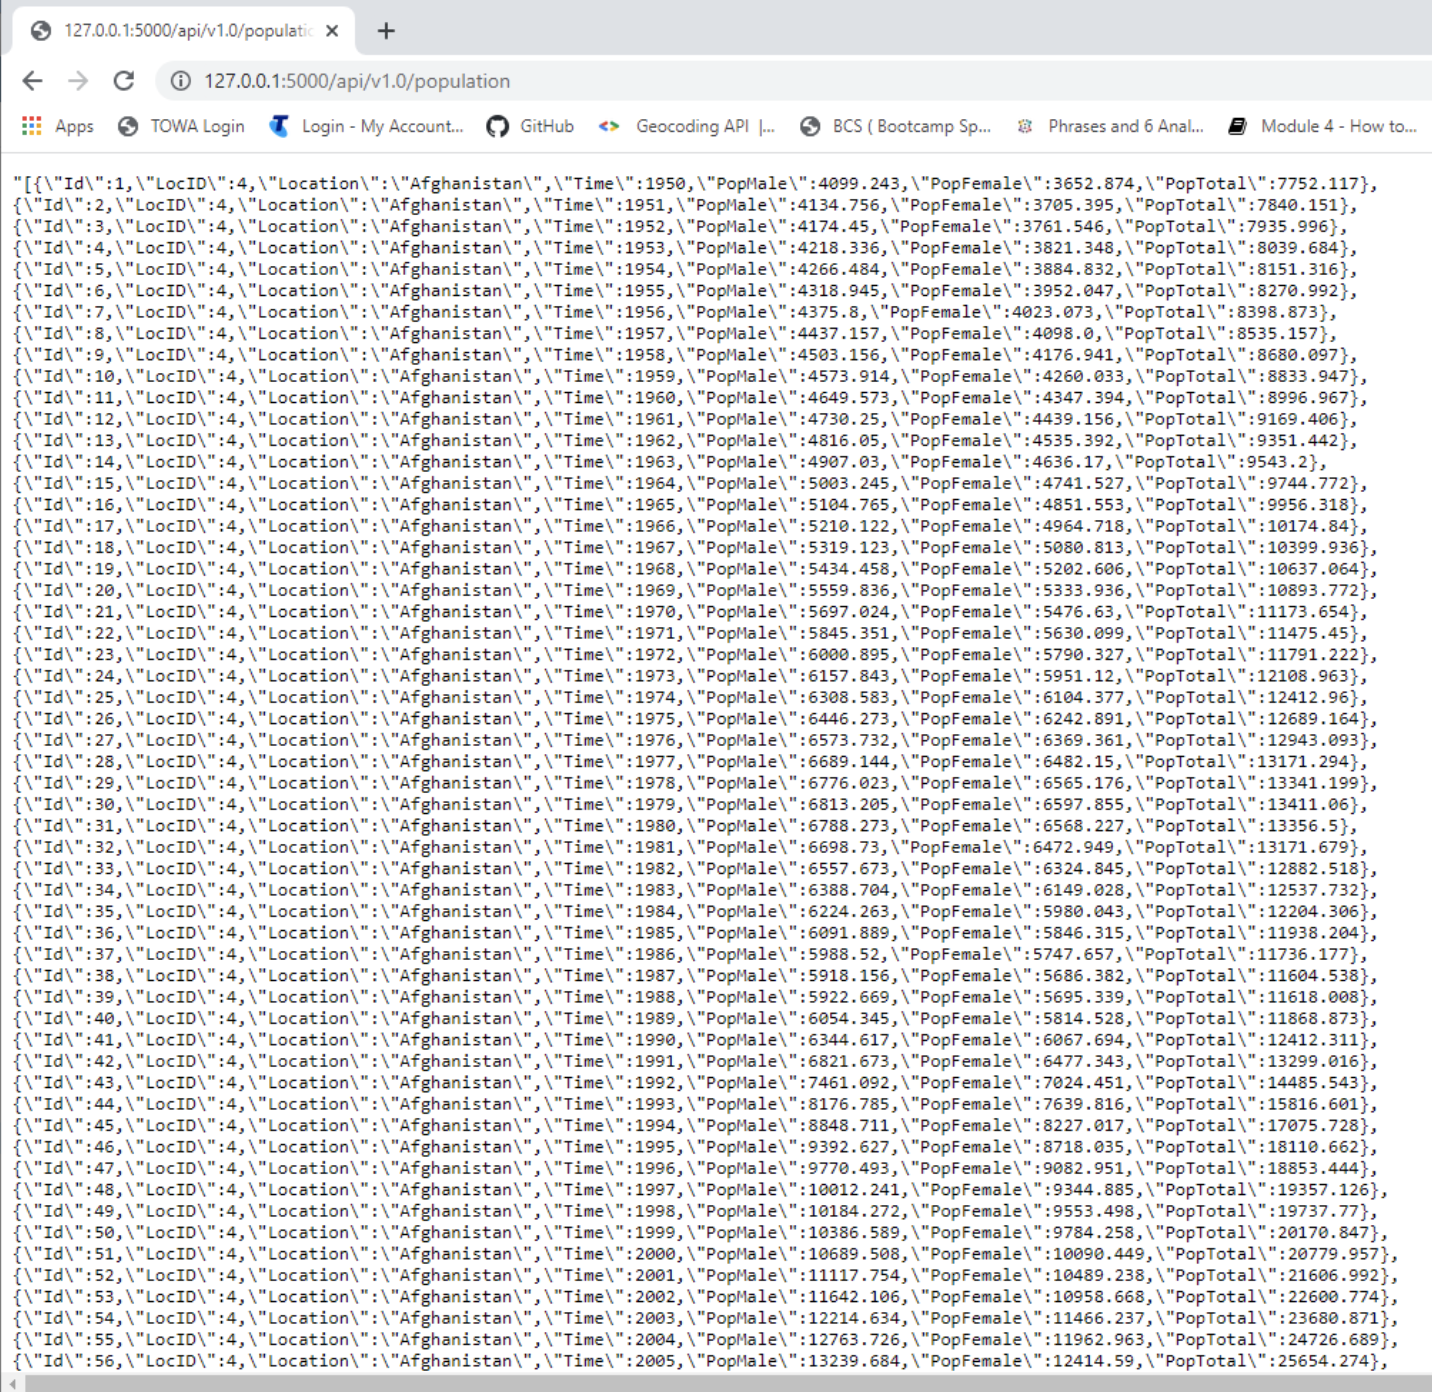 127.0.0.1:5000/api/v1.0/populatic
127.0.0.1:5000/api/v1.0/population
Apps TOWA Login Login - My Account... GitHub Geocoding API |... BCS ( Bootcamp Sp... Phrases and 6 Anal... Module 4 - How to...
"[{\"Id\":1,\"LocID\":4,\"Location\":\"Afghanistan\",\"Time\":1950,\"PopMale\":4099.243,\"PopFemale\":3652.874,\"PopTotal\":7752.117},
{\"Id\":2,\"LocID\":4,\"Location\":\"Afghanistan\",\"Time\":1951,\"PopMale\":4134.756,\"PopFemale\":3705.395,\"PopTotal\":7840.151},
{\"Id\":3,\"LocID\":4,\"Location\":\"Afghanistan\",\"Time\":1952,\"PopMale\":4174.45,\"PopFemale\":3761.546,\"PopTotal\":7935.996},
{\"Id\":4,\"LocID\":4,\"Location\":\"Afghanistan\",\"Time\":1953,\"PopMale\":4218.336,\"PopFemale\":3821.348,\"PopTotal\":8039.684},
{\"Id\":5,\"LocID\":4,\"Location\":\"Afghanistan\",\"Time\":1954,\"PopMale\":4266.484,\"PopFemale\":3884.832,\"PopTotal\":8151.316},
{\"Id\":6,\"LocID\":4,\"Location\":\"Afghanistan\",\"Time\":1955,\"PopMale\":4318.945,\"PopFemale\":3952.047,\"PopTotal\":8270.992},
{\"Id\":7,\"LocID\":4,\"Location\":\"Afghanistan\",\"Time\":1956,\"PopMale\":4375.8,\"PopFemale\":4023.073,\"PopTotal\":8398.873},
{\"Id\":8,\"LocID\":4,\"Location\":\"Afghanistan\",\"Time\":1957,\"PopMale\":4437.157,\"PopFemale\":4098.0,\"PopTotal\":8535.157},
{\"Id\":9,\"LocID\":4,\"Location\":\"Afghanistan\",\"Time\":1958,\"PopMale\":4503.156,\"PopFemale\":4176.941,\"PopTotal\":8680.097},
{\"Id\":10,\"LocID\":4,\"Location\":\"Afghanistan\",\"Time\":1959,\"PopMale\":4573.914,\"PopFemale\":4260.033,\"PopTotal\":8833.947},
{\"Id\":11,\"LocID\":4,\"Location\":\"Afghanistan\",\"Time\":1960,\"PopMale\":4649.573,\"PopFemale\":4347.394,\"PopTotal\":8996.967},
{\"Id\":12,\"LocID\":4,\"Location\":\"Afghanistan\",\"Time\":1961,\"PopMale\":4730.25,\"PopFemale\":4439.156,\"PopTotal\":9169.406},
{\"Id\":13,\"LocID\":4,\"Location\":\"Afghanistan\",\"Time\":1962,\"PopMale\":4816.05,\"PopFemale\":4535.392,\"PopTotal\":9351.442},
{\"Id\":14,\"LocID\":4,\"Location\":\"Afghanistan\",\"Time\":1963,\"PopMale\":4907.03,\"PopFemale\":4636.17,\"PopTotal\":9543.2},
{\"Id\":15,\"LocID\":4,\"Location\":\"Afghanistan\",\"Time\":1964,\"PopMale\":5003.245,\"PopFemale\":4741.527,\"PopTotal\":9744.772},
{\"Id\":16,\"LocID\":4,\"Location\":\"Afghanistan\",\"Time\":1965,\"PopMale\":5104.765,\"PopFemale\":4851.553,\"PopTotal\":9956.318},
{\"Id\":17,\"LocID\":4,\"Location\":\"Afghanistan\",\"Time\":1966,\"PopMale\":5210.122,\"PopFemale\":4964.718,\"PopTotal\":10174.84},
{\"Id\":18,\"LocID\":4,\"Location\":\"Afghanistan\",\"Time\":1967,\"PopMale\":5319.123,\"PopFemale\":5080.813,\"PopTotal\":10399.936},
{\"Id\":19,\"LocID\":4,\"Location\":\"Afghanistan\",\"Time\":1968,\"PopMale\":5434.458,\"PopFemale\":5202.606,\"PopTotal\":10637.064},
{\"Id\":20,\"LocID\":4,\"Location\":\"Afghanistan\",\"Time\":1969,\"PopMale\":5559.836,\"PopFemale\":5333.936,\"PopTotal\":10893.772},
{\"Id\":21,\"LocID\":4,\"Location\":\"Afghanistan\",\"Time\":1970,\"PopMale\":5697.024,\"PopFemale\":5476.63,\"PopTotal\":11173.654},
{\"Id\":22,\"LocID\":4,\"Location\":\"Afghanistan\",\"Time\":1971,\"PopMale\":5845.351,\"PopFemale\":5630.099,\"PopTotal\":11475.45},
{\"Id\":23,\"LocID\":4,\"Location\":\"Afghanistan\",\"Time\":1972,\"PopMale\":6000.895,\"PopFemale\":5790.327,\"PopTotal\":11791.222},
{\"Id\":24,\"LocID\":4,\"Location\":\"Afghanistan\",\"Time\":1973,\"PopMale\":6157.843,\"PopFemale\":5951.12,\"PopTotal\":12108.963},
{\"Id\":25,\"LocID\":4,\"Location\":\"Afghanistan\",\"Time\":1974,\"PopMale\":6308.583,\"PopFemale\":6104.377,\"PopTotal\":12412.96},
{\"Id\":26,\"LocID\":4,\"Location\":\"Afghanistan\",\"Time\":1975,\"PopMale\":6446.273,\"PopFemale\":6242.891,\"PopTotal\":12689.164},
{\"Id\":27,\"LocID\":4,\"Location\":\"Afghanistan\",\"Time\":1976,\"PopMale\":6573.732,\"PopFemale\":6369.361,\"PopTotal\":12943.093},
{\"Id\":28,\"LocID\":4,\"Location\":\"Afghanistan\",\"Time\":1977,\"PopMale\":6689.144,\"PopFemale\":6482.15,\"PopTotal\":13171.294},
{\"Id\":29,\"LocID\":4,\"Location\":\"Afghanistan\",\"Time\":1978,\"PopMale\":6776.023,\"PopFemale\":6565.176,\"PopTotal\":13341.199},
{\"Id\":30,\"LocID\":4,\"Location\":\"Afghanistan\",\"Time\":1979,\"PopMale\":6813.205,\"PopFemale\":6597.855,\"PopTotal\":13411.06},
{\"Id\":31,\"LocID\":4,\"Location\":\"Afghanistan\",\"Time\":1980,\"PopMale\":6788.273,\"PopFemale\":6568.227,\"PopTotal\":13356.5},
{\"Id\":32,\"LocID\":4,\"Location\":\"Afghanistan\",\"Time\":1981,\"PopMale\":6698.73,\"PopFemale\":6472.949,\"PopTotal\":13171.679},
{\"Id\":33,\"LocID\":4,\"Location\":\"Afghanistan\",\"Time\":1982,\"PopMale\":6557.673,\"PopFemale\":6324.845,\"PopTotal\":12882.518},
{\"Id\":34,\"LocID\":4,\"Location\":\"Afghanistan\",\"Time\":1983,\"PopMale\":6388.704,\"PopFemale\":6149.028,\"PopTotal\":12537.732},
{\"Id\":35,\"LocID\":4,\"Location\":\"Afghanistan\",\"Time\":1984,\"PopMale\":6224.263,\"PopFemale\":5980.043,\"PopTotal\":12204.306},
{\"Id\":36,\"LocID\":4,\"Location\":\"Afghanistan\",\"Time\":1985,\"PopMale\":6091.889,\"PopFemale\":5846.315,\"PopTotal\":11938.204},
{\"Id\":37,\"LocID\":4,\"Location\":\"Afghanistan\",\"Time\":1986,\"PopMale\":5988.52,\"PopFemale\":5747.657,\"PopTotal\":11736.177},
{\"Id\":38,\"LocID\":4,\"Location\":\"Afghanistan\",\"Time\":1987,\"PopMale\":5918.156,\"PopFemale\":5686.382,\"PopTotal\":11604.538},
{\"Id\":39,\"LocID\":4,\"Location\":\"Afghanistan\",\"Time\":1988,\"PopMale\":5922.669,\"PopFemale\":5695.339,\"PopTotal\":11618.008},
{\"Id\":40,\"LocID\":4,\"Location\":\"Afghanistan\",\"Time\":1989,\"PopMale\":6054.345,\"PopFemale\":5814.528,\"PopTotal\":11868.873},
{\"Id\":41,\"LocID\":4,\"Location\":\"Afghanistan\",\"Time\":1990,\"PopMale\":6344.617,\"PopFemale\":6067.694,\"PopTotal\":12412.311},
{\"Id\":42,\"LocID\":4,\"Location\":\"Afghanistan\",\"Time\":1991,\"PopMale\":6821.673,\"PopFemale\":6477.343,\"PopTotal\":13299.016},
{\"Id\":43,\"LocID\":4,\"Location\":\"Afghanistan\",\"Time\":1992,\"PopMale\":7461.092,\"PopFemale\":7024.451,\"PopTotal\":14485.543},
{\"Id\":44,\"LocID\":4,\"Location\":\"Afghanistan\",\"Time\":1993,\"PopMale\":8176.785,\"PopFemale\":7639.816,\"PopTotal\":15816.601},
{\"Id\":45,\"LocID\":4,\"Location\":\"Afghanistan\",\"Time\":1994,\"PopMale\":8848.711,\"PopFemale\":8227.017,\"PopTotal\":17075.728},
{\"Id\":46,\"LocID\":4,\"Location\":\"Afghanistan\",\"Time\":1995,\"PopMale\":9392.627,\"PopFemale\":8718.035,\"PopTotal\":18110.662},
{\"Id\":47,\"LocID\":4,\"Location\":\"Afghanistan\",\"Time\":1996,\"PopMale\":9770.493,\"PopFemale\":9082.951,\"PopTotal\":18853.444},
{\"Id\":48,\"LocID\":4,\"Location\":\"Afghanistan\",\"Time\":1997,\"PopMale\":10012.241,\"PopFemale\":9344.885,\"PopTotal\":19357.126},
{\"Id\":49,\"LocID\":4,\"Location\":\"Afghanistan\",\"Time\":1998,\"PopMale\":10184.272,\"PopFemale\":9553.498,\"PopTotal\":19737.77},
{\"Id\":50,\"LocID\":4,\"Location\":\"Afghanistan\",\"Time\":1999,\"PopMale\":10386.589,\"PopFemale\":9784.258,\"PopTotal\":20170.847},
{\"Id\":51,\"LocID\":4,\"Location\":\"Afghanistan\",\"Time\":2000,\"PopMale\":10689.508,\"PopFemale\":10090.449,\"PopTotal\":20779.957},
{\"Id\":52,\"LocID\":4,\"Location\":\"Afghanistan\",\"Time\":2001,\"PopMale\":11117.754,\"PopFemale\":10489.238,\"PopTotal\":21606.992},
{\"Id\":53,\"LocID\":4,\"Location\":\"Afghanistan\",\"Time\":2002,\"PopMale\":11642.106,\"PopFemale\":10958.668,\"PopTotal\":22600.774},
{\"Id\":54,\"LocID\":4,\"Location\":\"Afghanistan\",\"Time\":2003,\"PopMale\":12214.634,\"PopFemale\":11466.237,\"PopTotal\":23680.871},
{\"Id\":55,\"LocID\":4,\"Location\":\"Afghanistan\",\"Time\":2004,\"PopMale\":12763.726,\"PopFemale\":11962.963,\"PopTotal\":24726.689},
{\"Id\":56,\"LocID\":4,\"Location\":\"Afghanistan\",\"Time\":2005,\"PopMale\":13239.684,\"PopFemale\":12414.59,\"PopTotal\":25654.274},